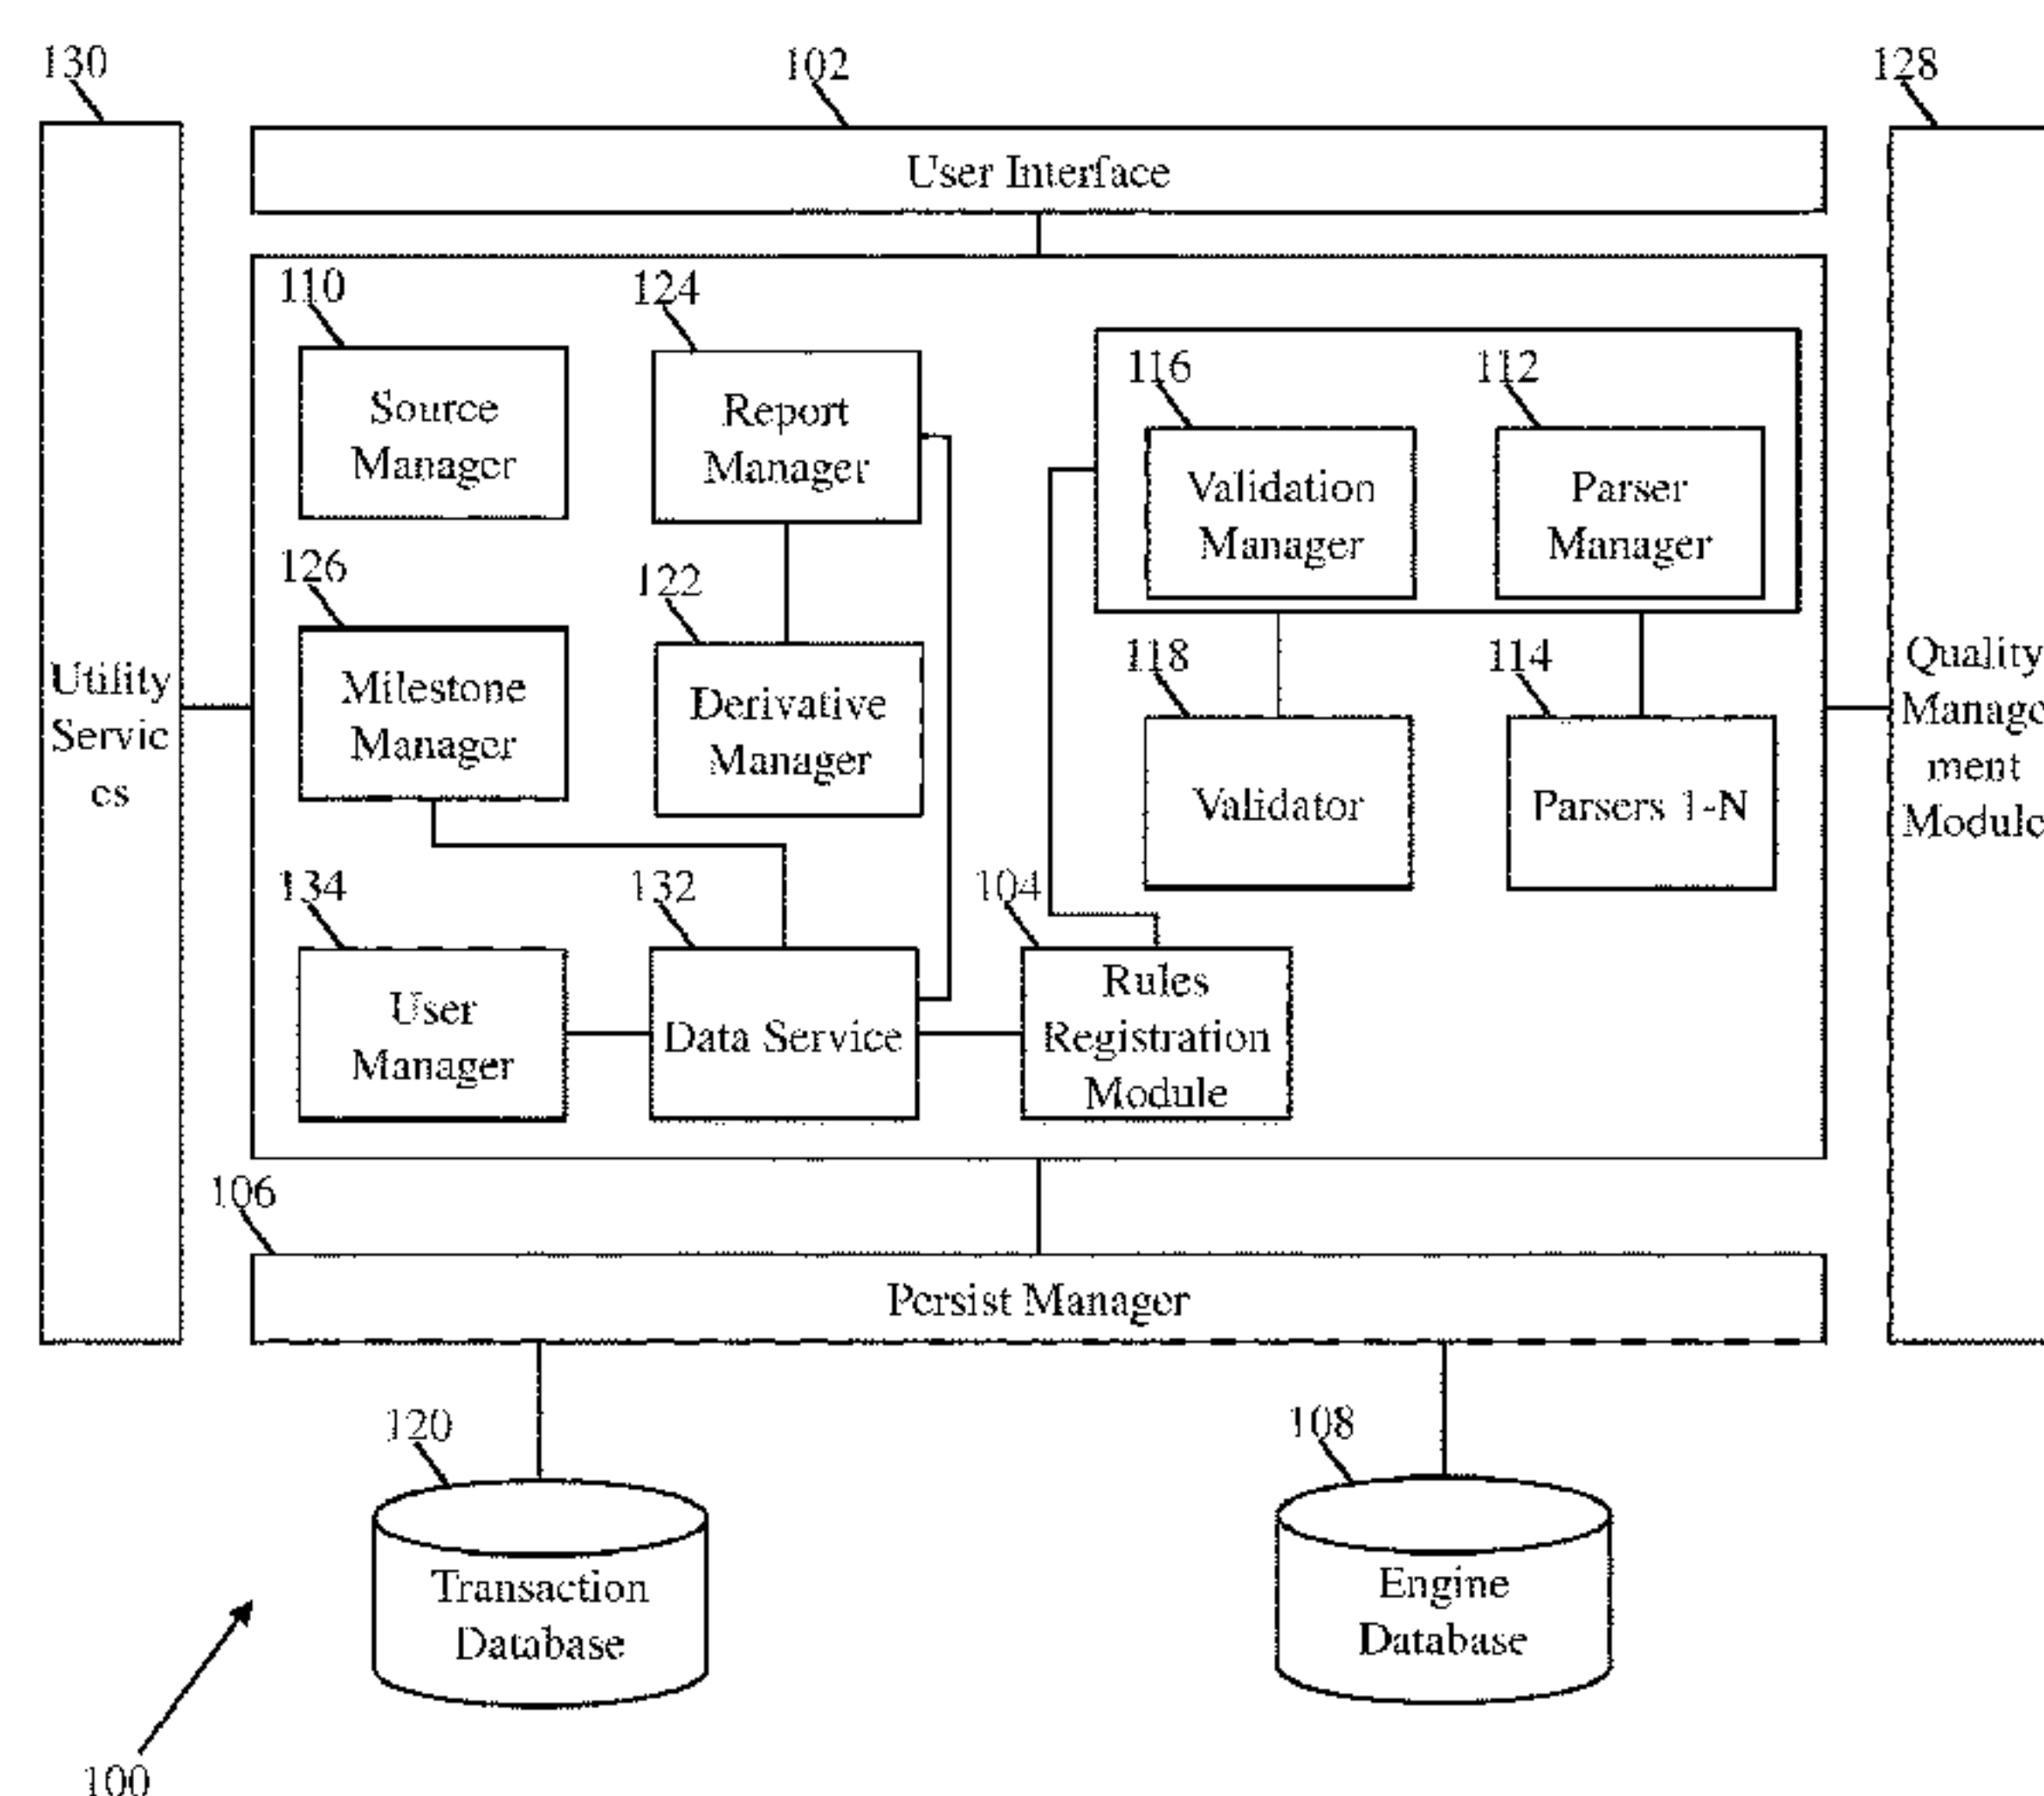 130
102
128
User Interface
110
124
116
112
Source
Manager
Report
Manager
Validation
Manager
Parser
Manager
126
122
118
114
Utility
Servic
es
Milestone
Manager
Derivative
Manager
Validator
Parsers 1-N
Quality
Manage
ment
Module
134
132
104
User
Manager
Data Service
Rules
Registration
Module
106
Persist Manager
120
108
Transaction
Database
Engine
Database
100